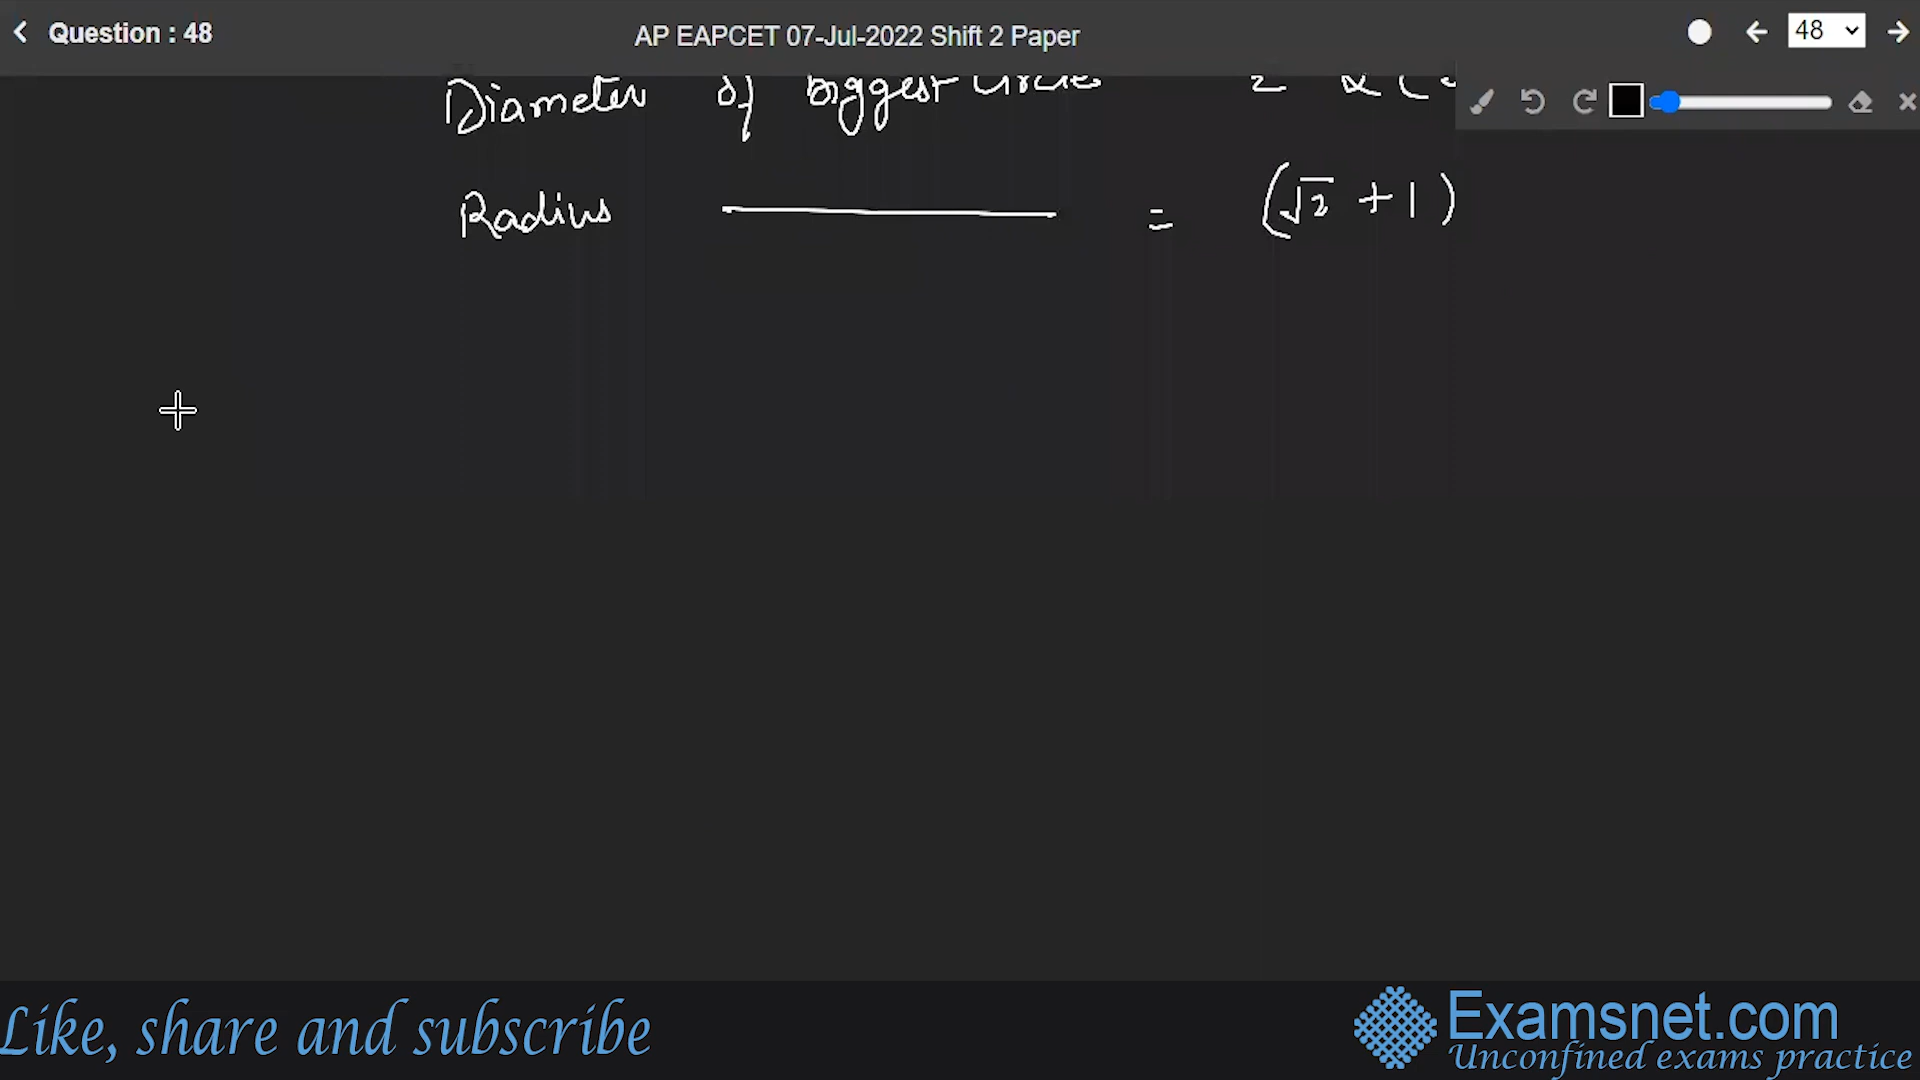 Question : 48
AP EAPCET 07-Jul-2022 Shift 2 Paper
48
Diameter of biggest circle 2
Radius = (√2 + 1)
Like, share and subscribe
Examsnet.com
Unconfined exams practice